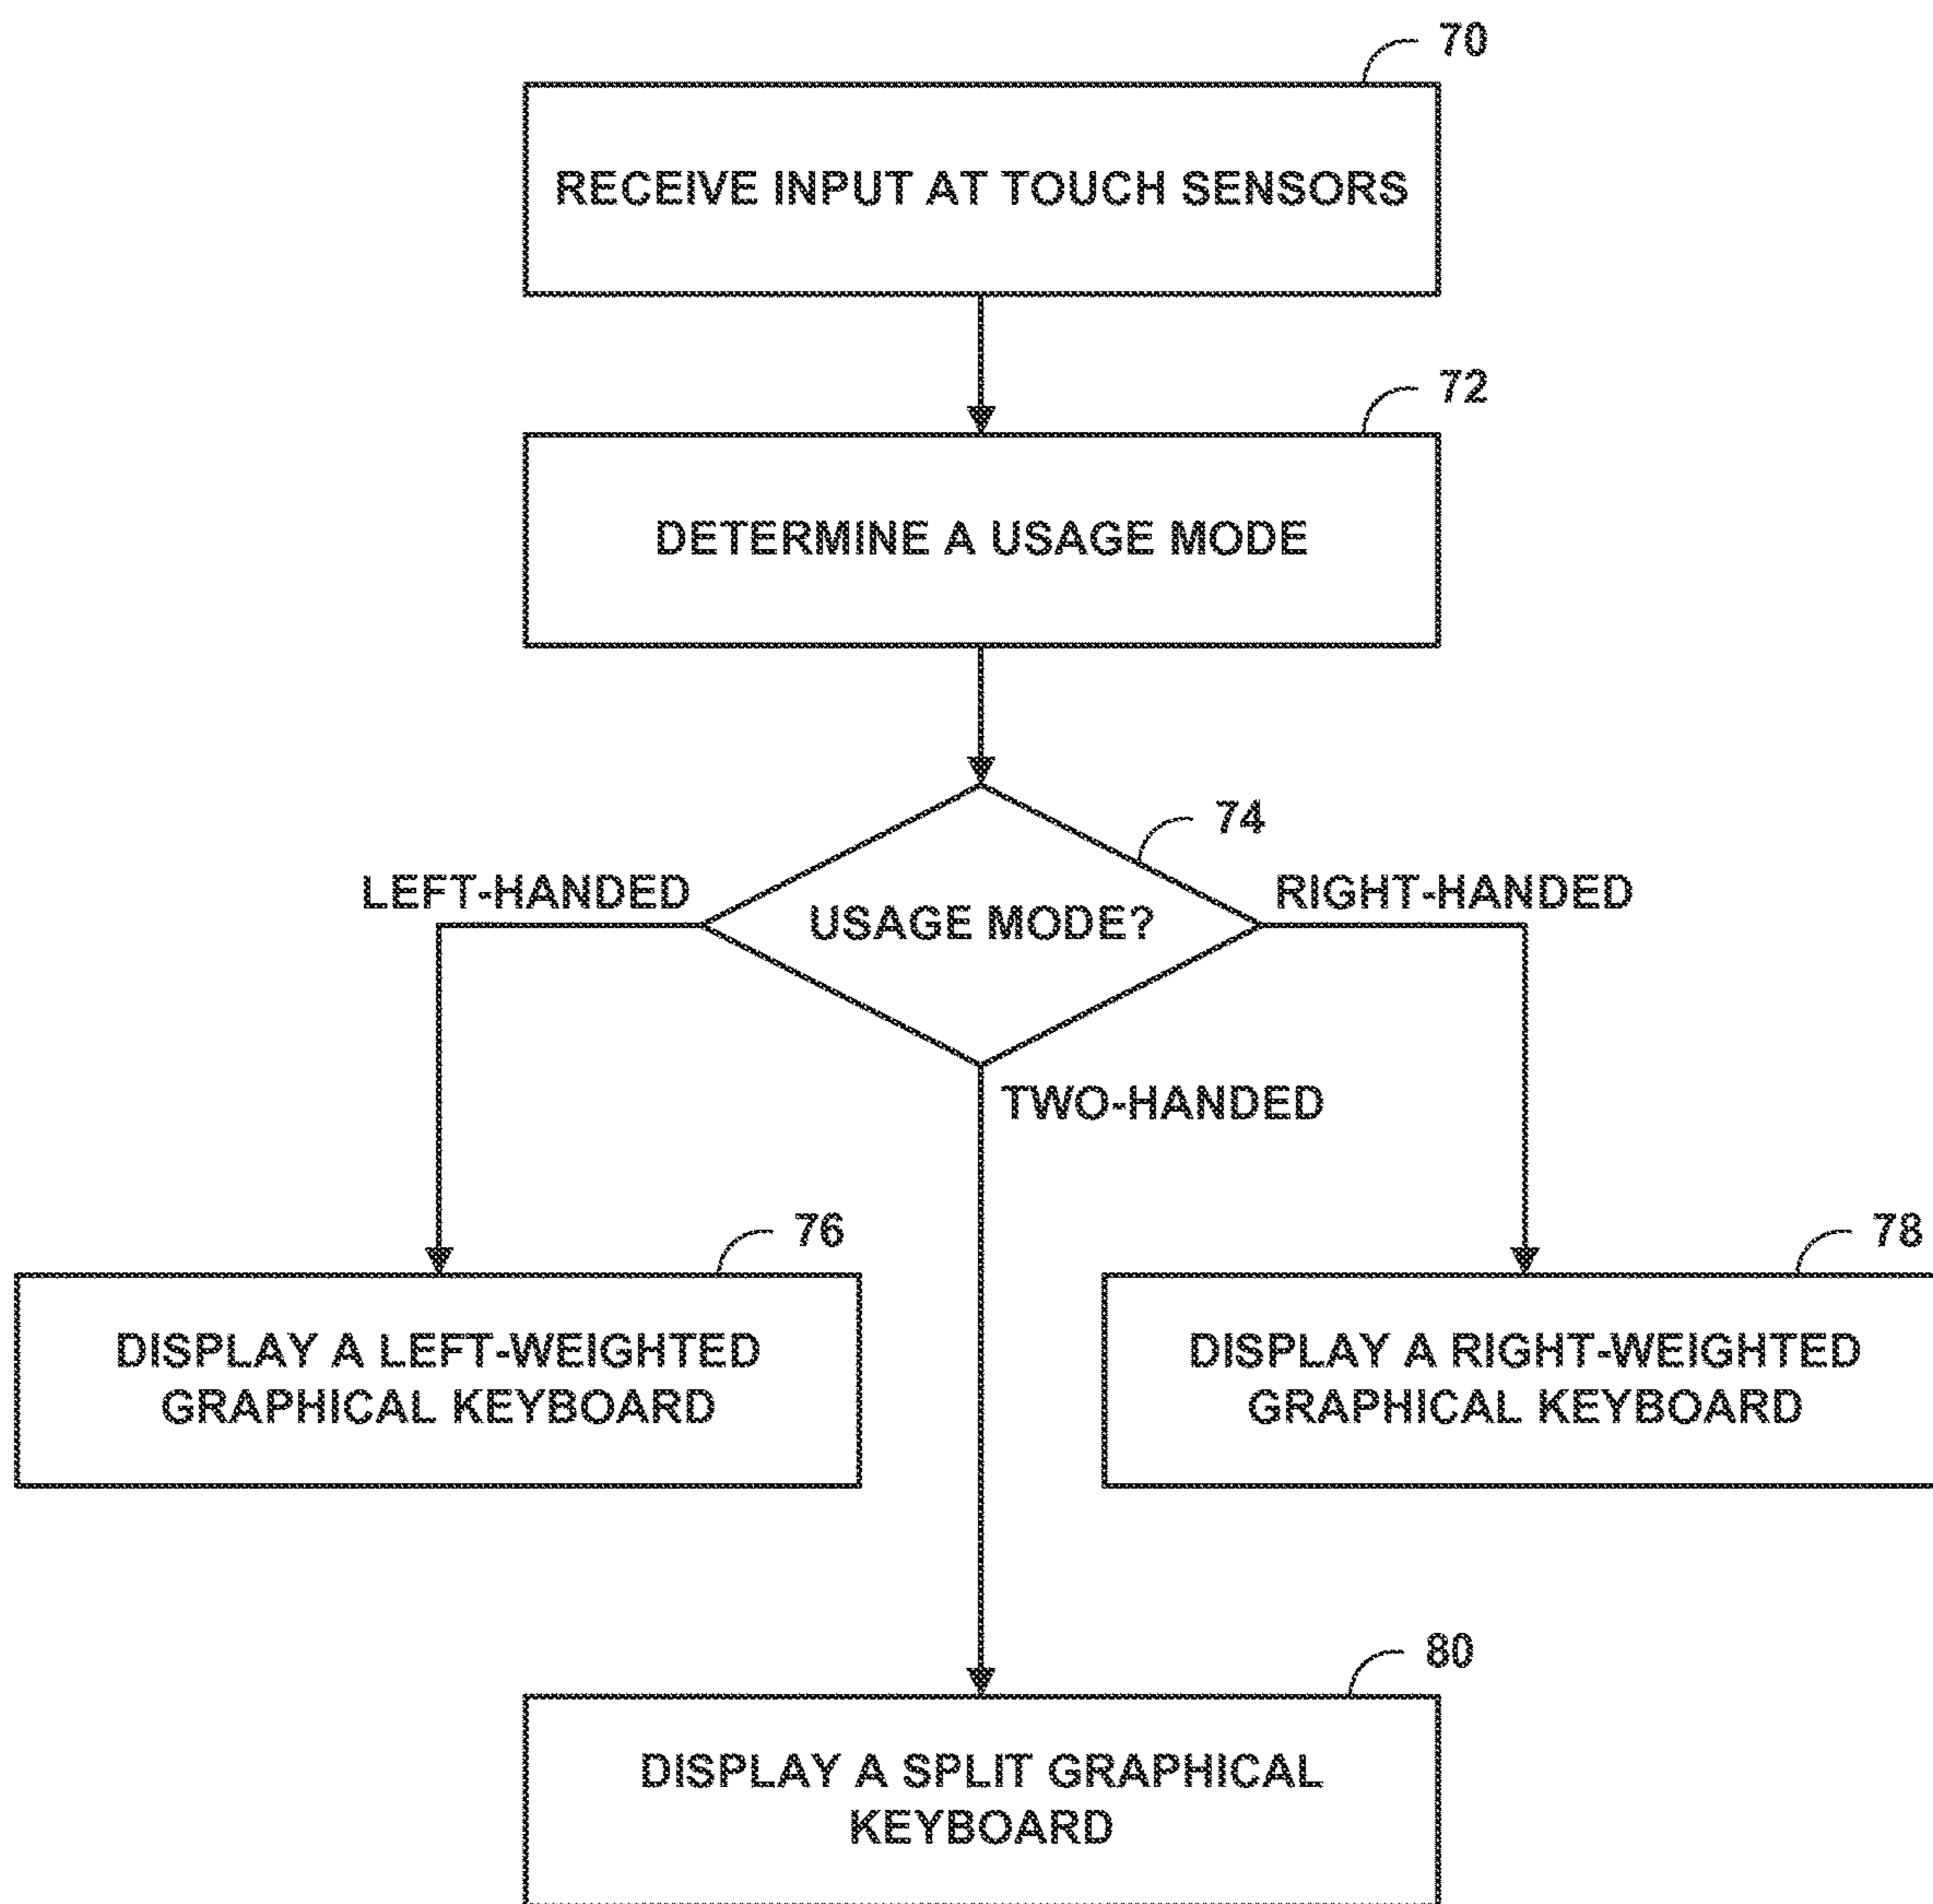 70
RECEIVE INPUT AT TOUCH SENSORS
72
DETERMINE A USAGE MODE
74
LEFT-HANDED
USAGE MODE?
RIGHT-HANDED
TWO-HANDED
76
DISPLAY A LEFT-WEIGHTED
GRAPHICAL KEYBOARD
78
DISPLAY A RIGHT-WEIGHTED
GRAPHICAL KEYBOARD
80
DISPLAY A SPLIT GRAPHICAL
KEYBOARD